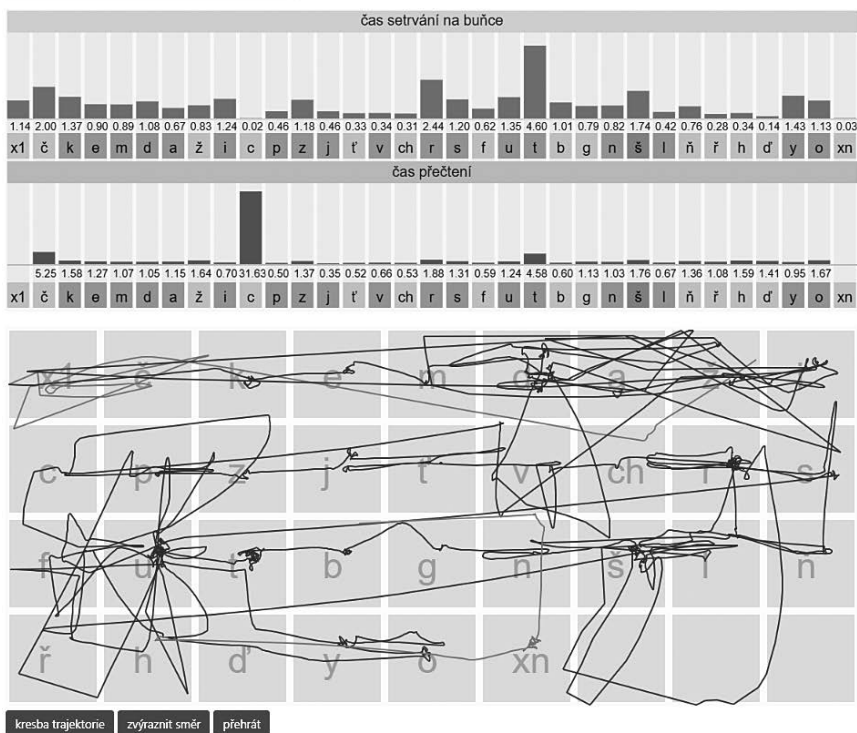 čas setrvání na buňce
1.14 2.00 1.37 0.90 0.89 1.08 0.67 0.83 1.24 0.02 0.46 1.18 0.46 0.33 0.34 0.31 2.44 1.20 0.62 1.35 4.60 1.01 0.79 0.82 1.74 0.42 0.76 0.28 0.34 0.14 1.43 1.13 0.03
x1 č k e m d a ž i c p z j ť v ch r s f u t b g n š l ň ř h ď y o xn
čas přečtení
5.25 1.58 1.27 1.07 1.05 1.15 1.64 0.70 31.63 0.50 1.37 0.35 0.52 0.66 0.53 1.88 1.31 0.59 1.24 4.58 0.60 1.13 1.03 1.76 0.67 1.36 1.08 1.59 1.41 0.95 1.67
x1 č k e m d a ž i c p z j ť v ch r s f u t b g n š l ň ř h ď y o xn
x1 č k e m d a ž i
c p z j ť v ch r s
f u t b g n š l ň
ř h ď y o xn
kresba trajektorie zvýraznit směr přehrát